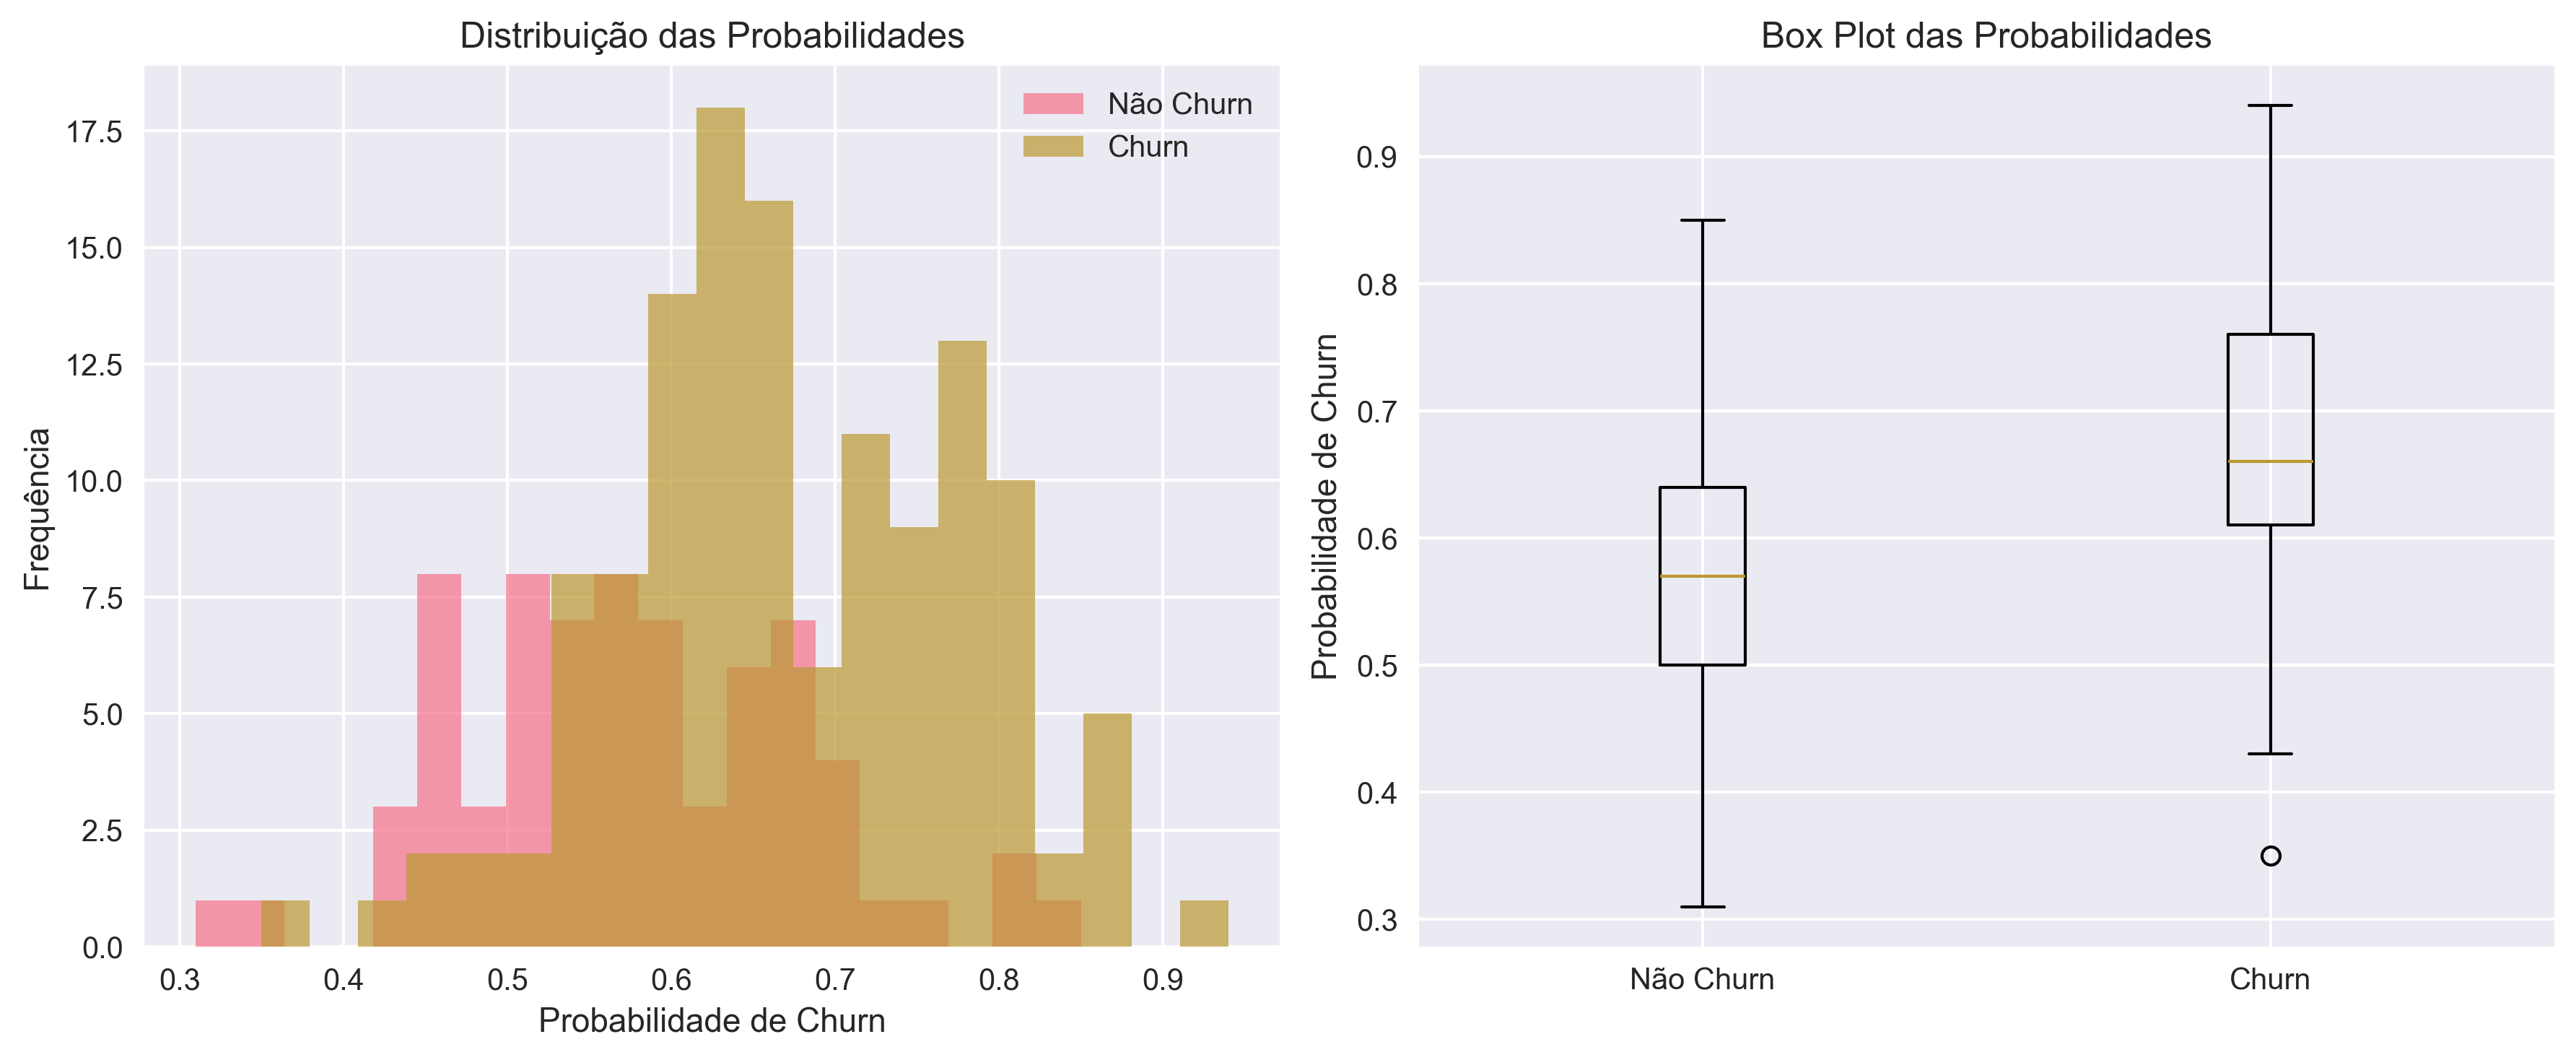 Distribuição das Probabilidades
Não Churn
Churn
17.5
15.0
12.5
10.0
7.5
5.0
2.5
0.0
Frequência
0.3 0.4 0.5 0.6 0.7 0.8 0.9
Probabilidade de Churn
Box Plot das Probabilidades
0.9
0.8
0.7
0.6
0.5
0.4
0.3
Probabilidade de Churn
Não Churn Churn